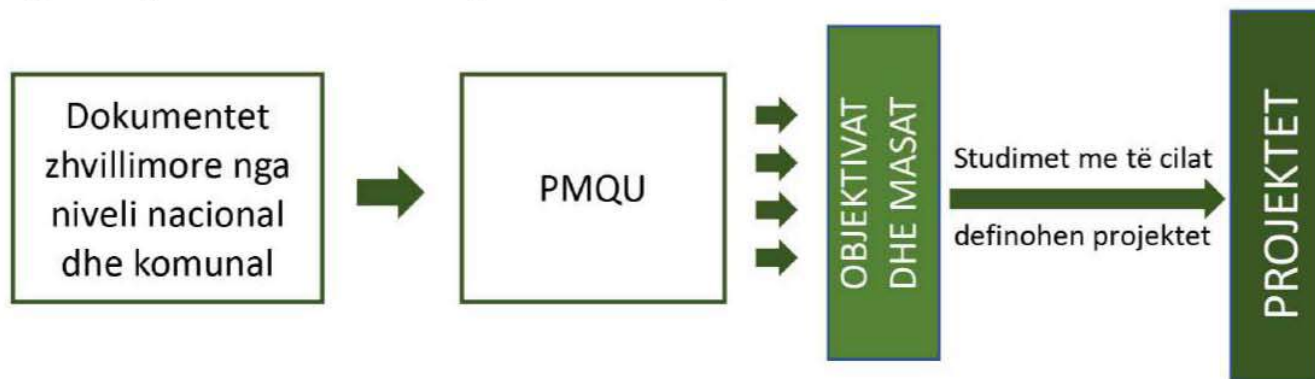 Dokumentet
zhvillimore nga
niveli nacional
dhe komunal
PMQU
OBJEKTIVAT
DHE MASAT
Studimet me të cilat
definohen projektet
PROJEKTET